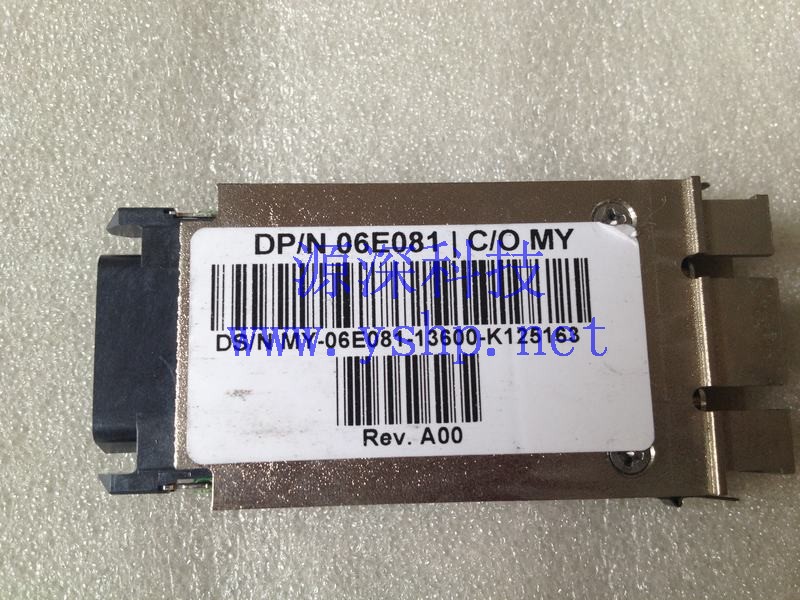 DP/N 06E081 | C/O MY
源深科技
www.yshp.net
DS/N MY-06E081-13600-K125163
Rev. A00